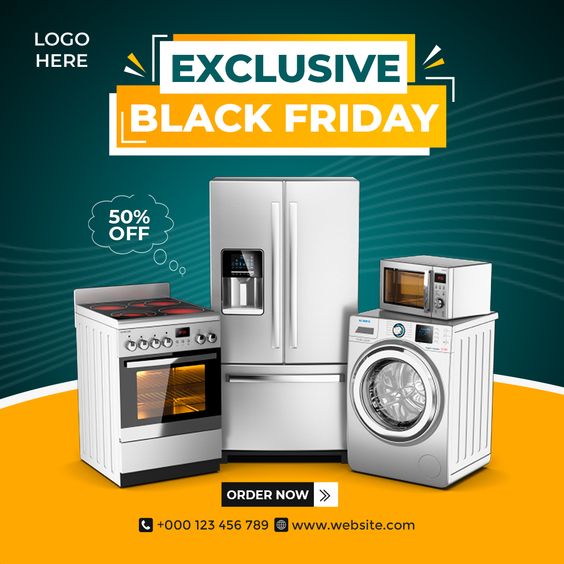 LOGO
HERE
EXCLUSIVE
BLACK FRIDAY
50%
OFF
ORDER NOW »
+000 123 456 789 www.website.com